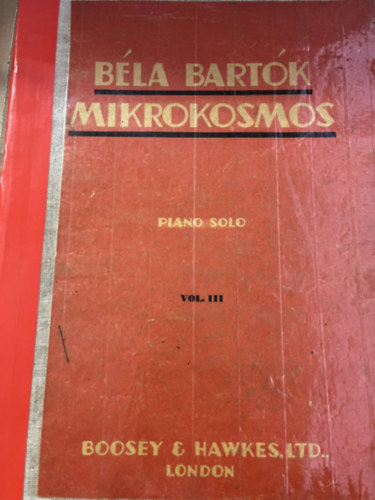 BÉLA BARTÓK
MIKROKOSMOS
PIANO SOLO
VOL. III
BOOSEY & HAWKES, LTD.,
LONDON